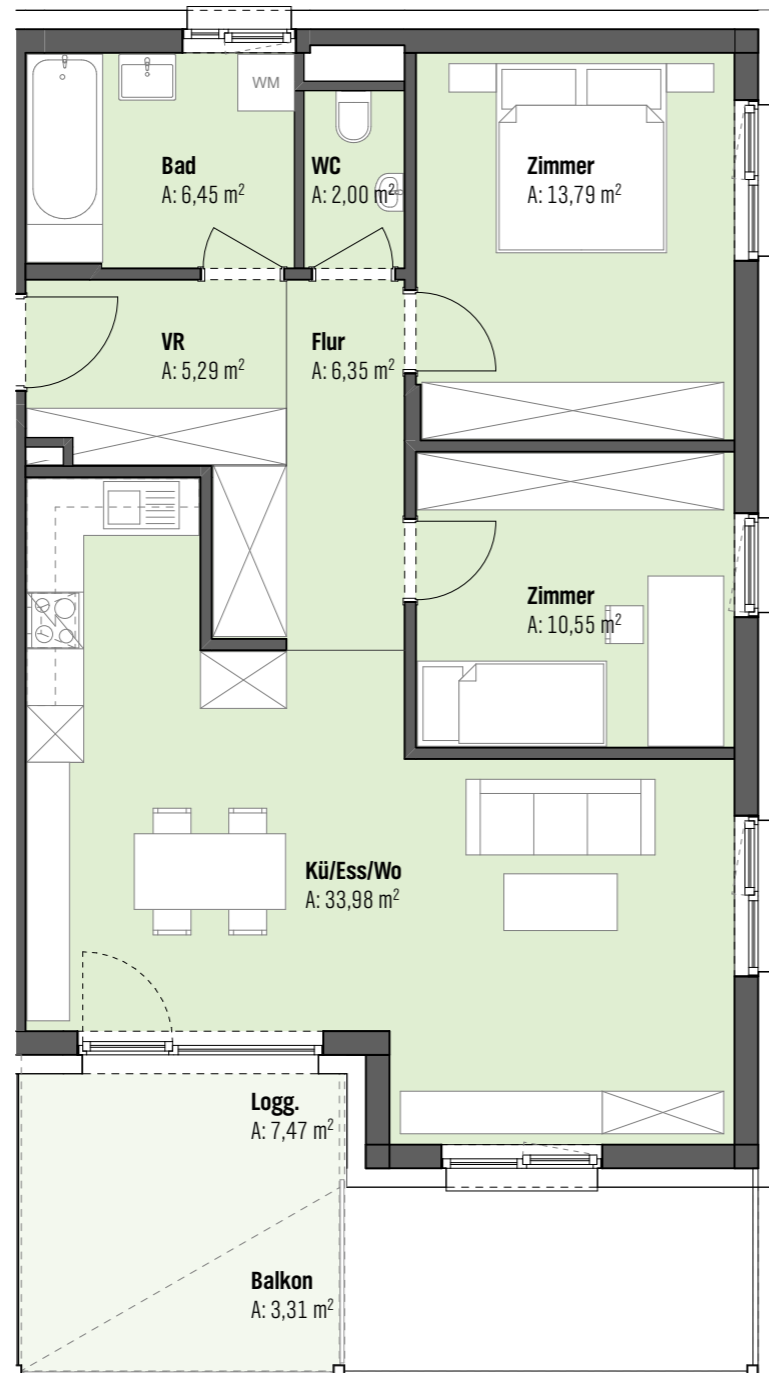 WM
Bad
A: 6,45 m²
WC
A: 2,00 m²
Zimmer
A: 13,79 m²
VR
A: 5,29 m²
Flur
A: 6,35 m²
Zimmer
A: 10,55 m²
Kü/Ess/Wo
A: 33,98 m²
Logg.
A: 7,47 m²
Balkon
A: 3,31 m²